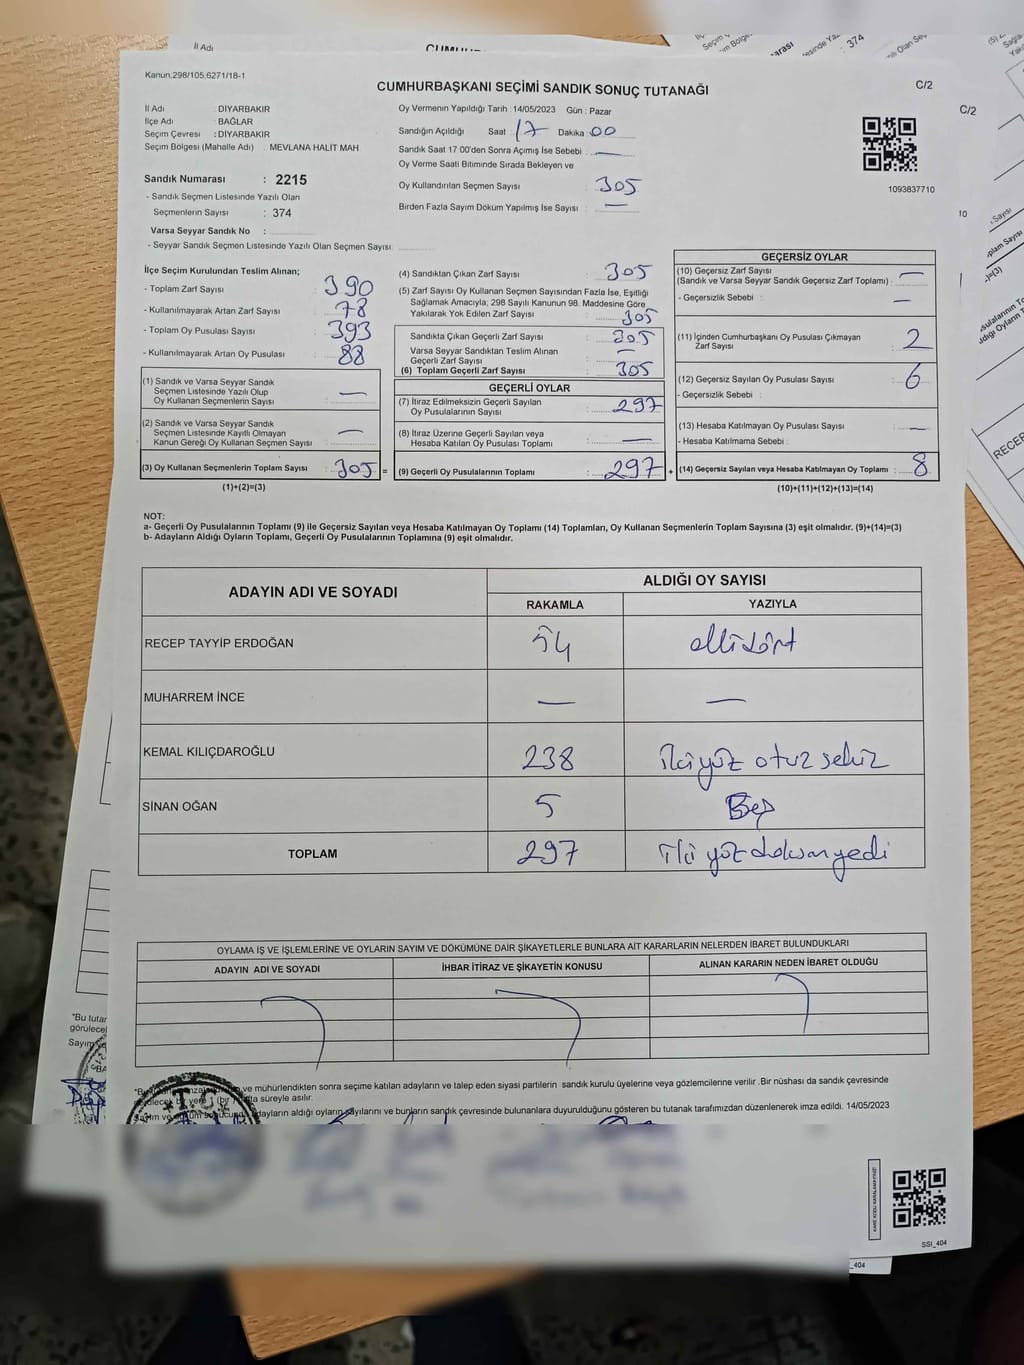 İl Adı
Kanun,298/105,6271/18-1
CUMHURBAŞKANI SEÇİMİ SANDIK SONUÇ TUTANAĞI
C/2
C/2
İl Adı DİYARBAKIR
İlçe Adı : BAĞLAR
Seçim Çevresi : DİYARBAKIR
Seçim Bölgesi (Mahalle Adı) . MEVLANA HALİT MAH.
Oy Vermenin Yapıldığı Tarih :14/05/2023 Gün : Pazar
Sandığın Açıldığı Saat 17 Dakika 00
Sandık Saat 17 00'den Sonra Açımış İse Sebebi —
Oy Verme Saati Bitiminde Sırada Bekleyen ve
Oy Kullandırılan Seçmen Sayısı 305
Birden Fazla Sayım Döküm Yapılmış İse Sayısı —
1093837710
Sandık Numarası : 2215
- Sandık Seçmen Listesinde Yazılı Olan
Seçmenlerin Sayısı : 374
Varsa Seyyar Sandık No :
- Seyyar Sandık Seçmen Listesinde Yazılı Olan Seçmen Sayısı:
İlçe Seçim Kurulundan Teslim Alınan;
- Toplam Zarf Sayısı 390
- Kullanılmayarak Artan Zarf Sayısı 78
- Toplam Oy Pusulası Sayısı 393
- Kullanılmayarak Artan Oy Pusulası 88
(1) Sandık ve Varsa Seyyar Sandık
Seçmen Listesinde Yazılı Olup
Oy Kullanan Seçmenlerin Sayısı —
(2) Sandık ve Varsa Seyyar Sandık
Seçmen Listesinde Kayıtlı Olmayan
Kanun Gereği Oy Kullanan Seçmen Sayısı —
(3) Oy Kullanan Seçmenlerin Toplam Sayısı : 305 =
(1)+(2)=(3)
(4) Sandıktan Çıkan Zarf Sayısı : 305
(5) Zarf Sayısı Oy Kullanan Seçmen Sayısından Fazla İse, Eşitliği
Sağlamak Amacıyla; 298 Sayılı Kanunun 98. Maddesine Göre
Yakılarak Yok Edilen Zarf Sayısı : 305
Sandıkta Çıkan Geçerli Zarf Sayısı : 305
Varsa Seyyar Sandıktan Teslim Alınan
Geçerli Zarf Sayısı —
(6) Toplam Geçerli Zarf Sayısı : 305
GEÇERLİ OYLAR
(7) İtiraz Edilmeksizin Geçerli Sayılan
Oy Pusulalarının Sayısı : 297
(8) İtiraz Üzerine Geçerli Sayılan veya
Hesaba Katılan Oy Pusulası Toplamı —
(9) Geçerli Oy Pusulalarının Toplamı : 297 +
GEÇERSİZ OYLAR
(10) Geçersiz Zarf Sayısı
(Sandık ve Varsa Seyyar Sandık Geçersiz Zarf Toplamı) : —
- Geçersizlik Sebebi : —
(11) İçinden Cumhurbaşkanı Oy Pusulası Çıkmayan
Zarf Sayısı 2
(12) Geçersiz Sayılan Oy Pusulası Sayısı : 6
- Geçersizlik Sebebi :
(13) Hesaba Katılmayan Oy Pusulası Sayısı : —
- Hesaba Katılmama Sebebi :
(14) Geçersiz Sayılan veya Hesaba Katılmayan Oy Toplamı : 8
(10)+(11)+(12)+(13)=(14)
NOT:
a- Geçerli Oy Pusulalarının Toplamı (9) ile Geçersiz Sayılan veya Hesaba Katılmayan Oy Toplamı (14) Toplamları, Oy Kullanan Seçmenlerin Toplam Sayısına (3) eşit olmalıdır. (9)+(14)=(3)
b- Adayların Aldığı Oyların Toplamı, Geçerli Oy Pusulalarının Toplamına (9) eşit olmalıdır.
ADAYIN ADI VE SOYADI
ALDIĞI OY SAYISI
RAKAMLA YAZIYLA
RECEP TAYYİP ERDOĞAN 54 ellidört
MUHARREM İNCE — —
KEMAL KILIÇDAROĞLU 238 iki yüz otuz sekiz
SİNAN OĞAN 5 Beş
TOPLAM 297 iki yüz doksan yedi
OYLAMA İŞ VE İŞLEMLERİNE VE OYLARIN SAYIM VE DÖKÜMÜNE DAİR ŞİKAYETLERLE BUNLARA AİT KARARLARIN NELERDEN İBARET BULUNDUKLARI
ADAYIN ADI VE SOYADI İHBAR İTİRAZ VE ŞİKAYETİN KONUSU ALINAN KARARIN NEDEN İBARET OLDUĞU
ve mühürlendikten sonra seçime katılan adayların ve talep eden siyasi partilerin sandık kurulu üyelerine veya gözlemcilerine verilir .Bir nüshası da sandık çevresinde
süreyle asılır.
adayların aldığı oyların sayılarını ve bunların sandık çevresinde bulunanlara duyurulduğunu gösteren bu tutanak tarafımızdan düzenlenerek imza edildi. 14/05/2023
"Bu tutar
görülece
Sayım
SSI_404
_404